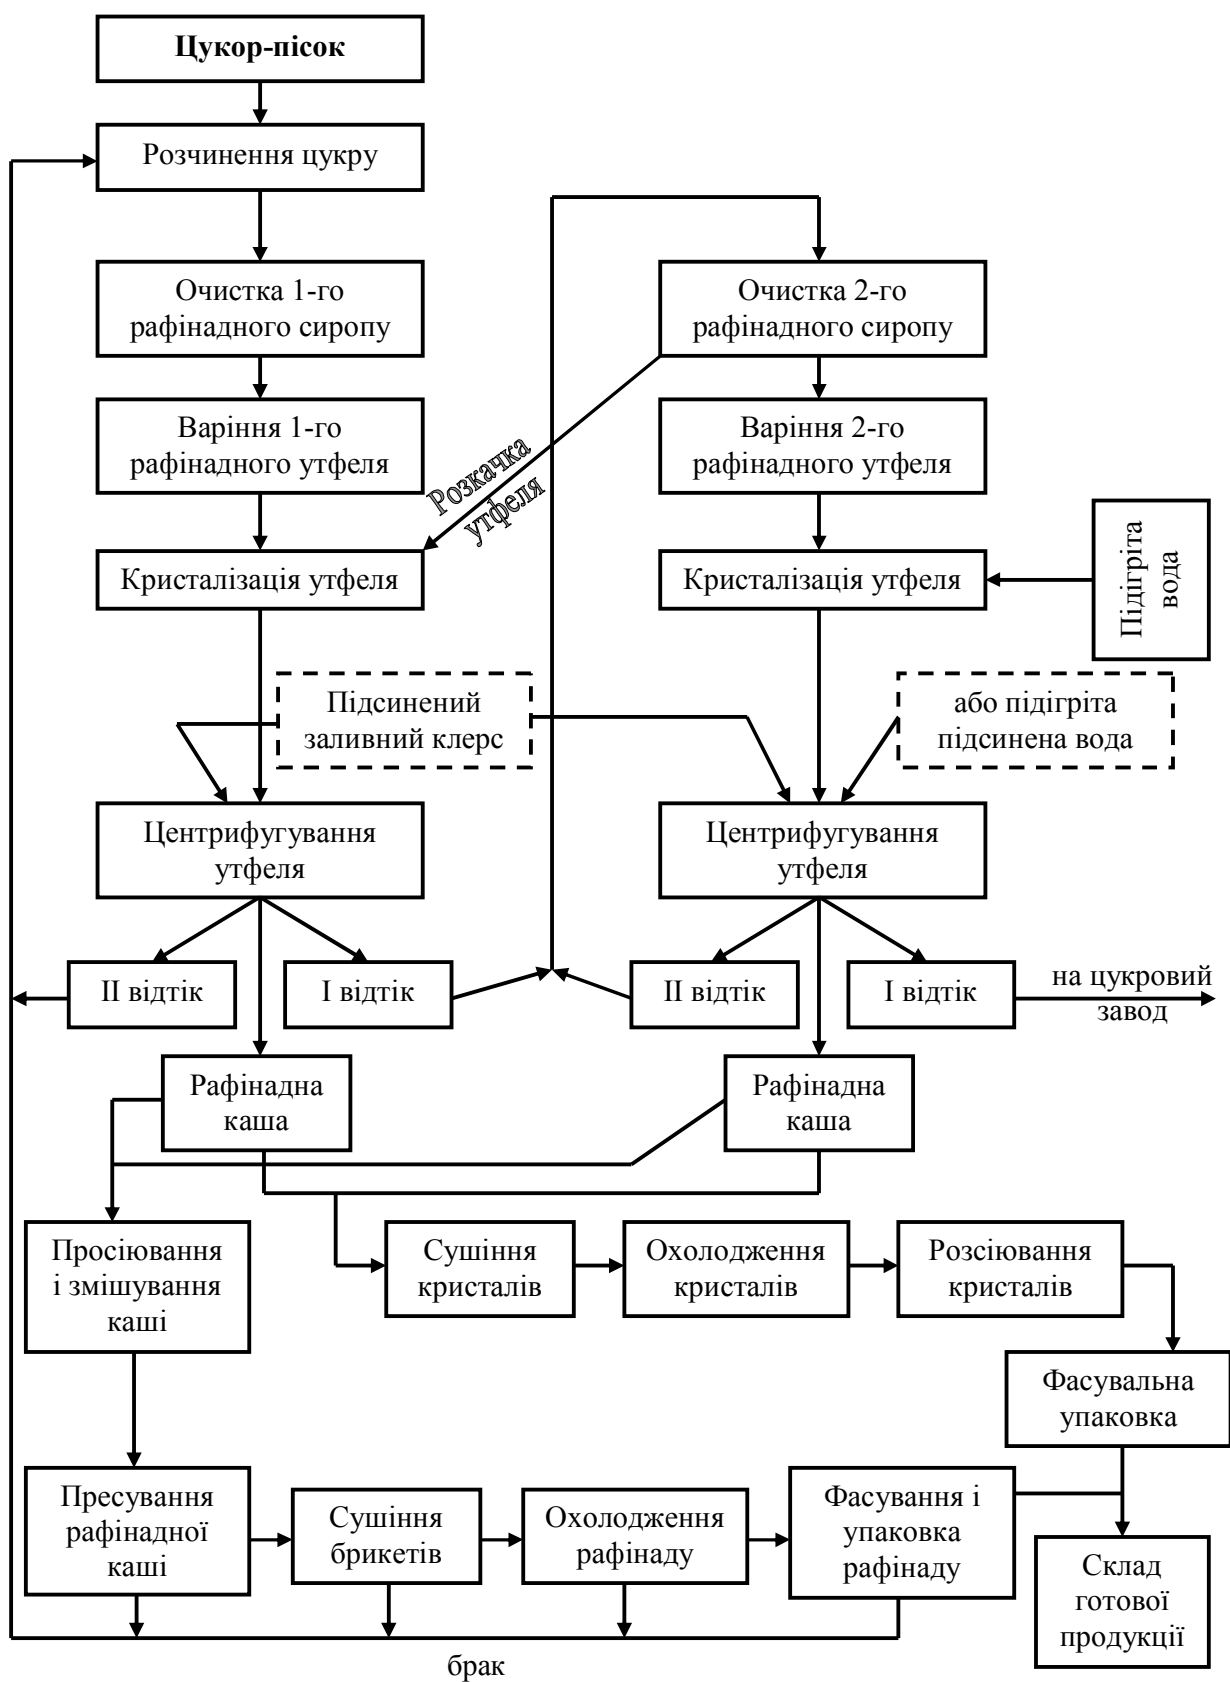 Цукор-пісок
Розчинення цукру
Очистка 1-го
рафінадного сиропу
Очистка 2-го
рафінадного сиропу
Варіння 1-го
рафінадного утфеля
Розкачка
утфеля
Варіння 2-го
рафінадного утфеля
Кристалізація утфеля
Кристалізація утфеля
Підігріта
вода
Підсинений
заливний клерс
або підігріта
підсинена вода
Центрифугування
утфеля
Центрифугування
утфеля
ІІ відтік
І відтік
ІІ відтік
І відтік
на цукровий
завод
Рафінадна
каша
Рафінадна
каша
Просіювання
і змішування
каші
Сушіння
кристалів
Охолодження
кристалів
Розсіювання
кристалів
Фасувальна
упаковка
Пресування
рафінадної
каші
Сушіння
брикетів
Охолодження
рафінаду
Фасування і
упаковка
рафінаду
Склад
готової
продукції
брак